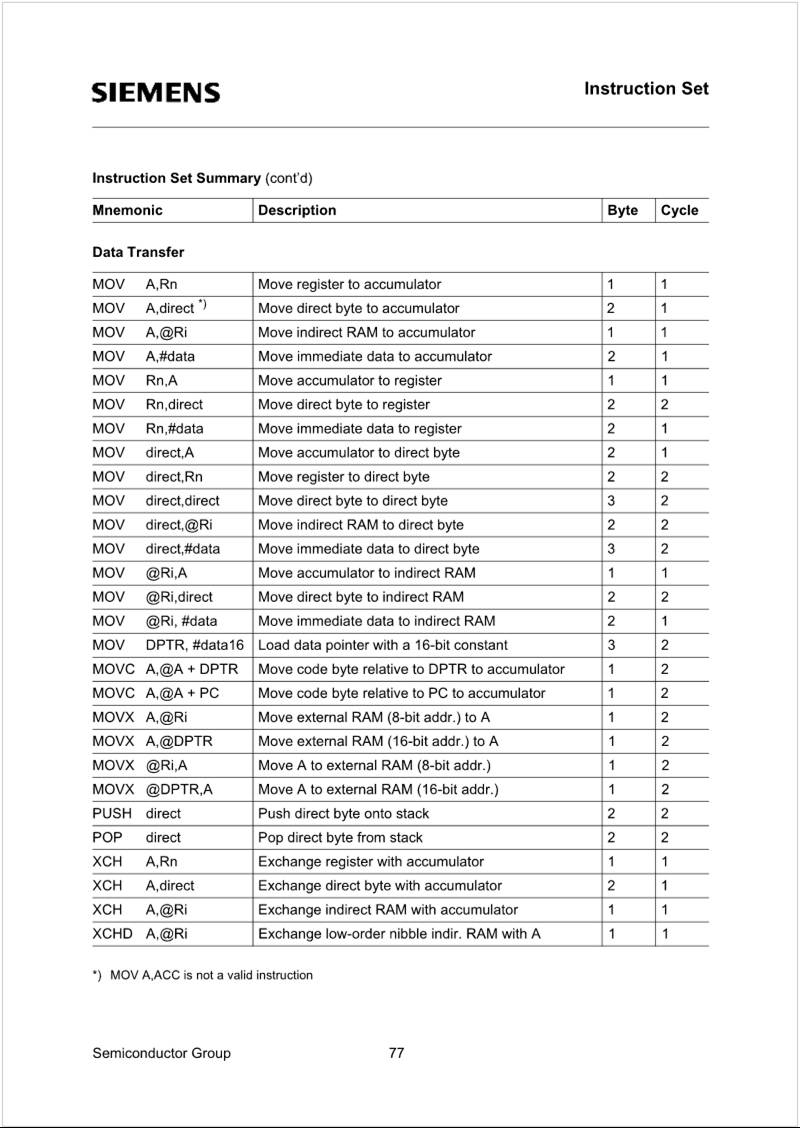 SIEMENS
Instruction Set
Instruction Set Summary (cont’d)
Mnemonic Description Byte Cycle
Data Transfer
MOV A,Rn Move register to accumulator 1 1
MOV A,direct *) Move direct byte to accumulator 2 1
MOV A,@Ri Move indirect RAM to accumulator 1 1
MOV A,#data Move immediate data to accumulator 2 1
MOV Rn,A Move accumulator to register 1 1
MOV Rn,direct Move direct byte to register 2 2
MOV Rn,#data Move immediate data to register 2 1
MOV direct,A Move accumulator to direct byte 2 1
MOV direct,Rn Move register to direct byte 2 2
MOV direct,direct Move direct byte to direct byte 3 2
MOV direct,@Ri Move indirect RAM to direct byte 2 2
MOV direct,#data Move immediate data to direct byte 3 2
MOV @Ri,A Move accumulator to indirect RAM 1 1
MOV @Ri,direct Move direct byte to indirect RAM 2 2
MOV @Ri, #data Move immediate data to indirect RAM 2 1
MOV DPTR, #data16 Load data pointer with a 16-bit constant 3 2
MOVC A,@A + DPTR Move code byte relative to DPTR to accumulator 1 2
MOVC A,@A + PC Move code byte relative to PC to accumulator 1 2
MOVX A,@Ri Move external RAM (8-bit addr.) to A 1 2
MOVX A,@DPTR Move external RAM (16-bit addr.) to A 1 2
MOVX @Ri,A Move A to external RAM (8-bit addr.) 1 2
MOVX @DPTR,A Move A to external RAM (16-bit addr.) 1 2
PUSH direct Push direct byte onto stack 2 2
POP direct Pop direct byte from stack 2 2
XCH A,Rn Exchange register with accumulator 1 1
XCH A,direct Exchange direct byte with accumulator 2 1
XCH A,@Ri Exchange indirect RAM with accumulator 1 1
XCHD A,@Ri Exchange low-order nibble indir. RAM with A 1 1
*) MOV A,ACC is not a valid instruction
Semiconductor Group 77